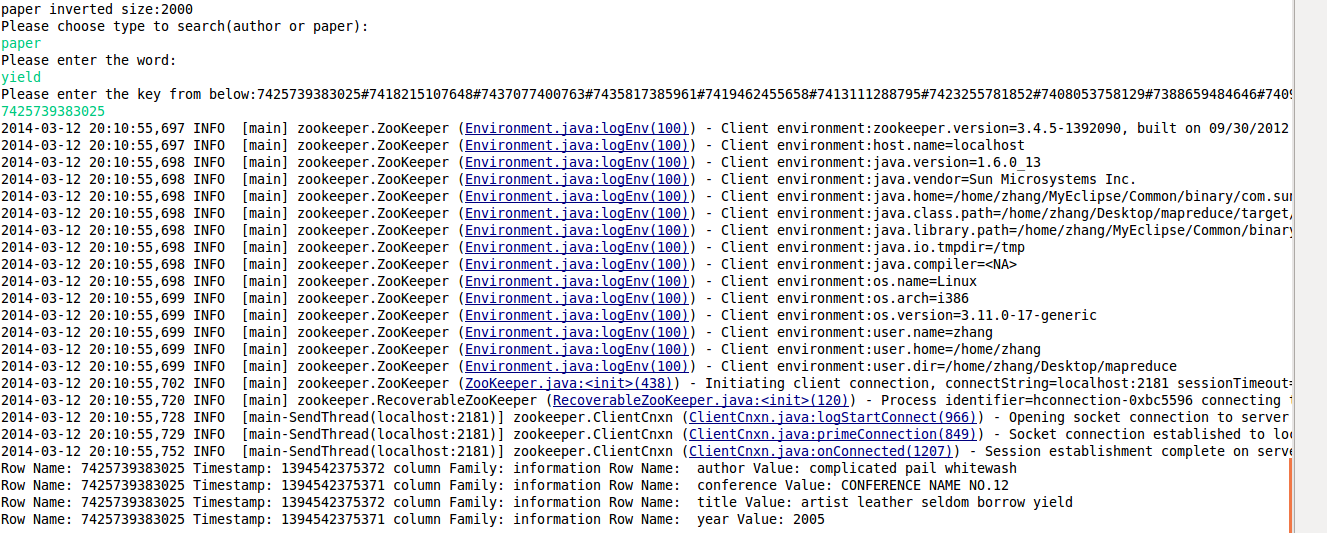 paper inverted size:2000
Please choose type to search(author or paper):
paper
Please enter the word:
yield
Please enter the key from below:7425739383025#7418215107648#7437077400763#7435817385961#7419462455658#7413111288795#7423255781852#7408053758129#7388659484646#7409
7425739383025
2014-03-12 20:10:55,697 INFO  [main] zookeeper.ZooKeeper (Environment.java:logEnv(100)) - Client environment:zookeeper.version=3.4.5-1392090, built on 09/30/2012
2014-03-12 20:10:55,697 INFO  [main] zookeeper.ZooKeeper (Environment.java:logEnv(100)) - Client environment:host.name=localhost
2014-03-12 20:10:55,698 INFO  [main] zookeeper.ZooKeeper (Environment.java:logEnv(100)) - Client environment:java.version=1.6.0_13
2014-03-12 20:10:55,698 INFO  [main] zookeeper.ZooKeeper (Environment.java:logEnv(100)) - Client environment:java.vendor=Sun Microsystems Inc.
2014-03-12 20:10:55,698 INFO  [main] zookeeper.ZooKeeper (Environment.java:logEnv(100)) - Client environment:java.home=/home/zhang/MyEclipse/Common/binary/com.sun
2014-03-12 20:10:55,698 INFO  [main] zookeeper.ZooKeeper (Environment.java:logEnv(100)) - Client environment:java.class.path=/home/zhang/Desktop/mapreduce/target/
2014-03-12 20:10:55,698 INFO  [main] zookeeper.ZooKeeper (Environment.java:logEnv(100)) - Client environment:java.library.path=/home/zhang/MyEclipse/Common/binary
2014-03-12 20:10:55,698 INFO  [main] zookeeper.ZooKeeper (Environment.java:logEnv(100)) - Client environment:java.io.tmpdir=/tmp
2014-03-12 20:10:55,698 INFO  [main] zookeeper.ZooKeeper (Environment.java:logEnv(100)) - Client environment:java.compiler=<NA>
2014-03-12 20:10:55,698 INFO  [main] zookeeper.ZooKeeper (Environment.java:logEnv(100)) - Client environment:os.name=Linux
2014-03-12 20:10:55,699 INFO  [main] zookeeper.ZooKeeper (Environment.java:logEnv(100)) - Client environment:os.arch=i386
2014-03-12 20:10:55,699 INFO  [main] zookeeper.ZooKeeper (Environment.java:logEnv(100)) - Client environment:os.version=3.11.0-17-generic
2014-03-12 20:10:55,699 INFO  [main] zookeeper.ZooKeeper (Environment.java:logEnv(100)) - Client environment:user.name=zhang
2014-03-12 20:10:55,699 INFO  [main] zookeeper.ZooKeeper (Environment.java:logEnv(100)) - Client environment:user.home=/home/zhang
2014-03-12 20:10:55,699 INFO  [main] zookeeper.ZooKeeper (Environment.java:logEnv(100)) - Client environment:user.dir=/home/zhang/Desktop/mapreduce
2014-03-12 20:10:55,702 INFO  [main] zookeeper.ZooKeeper (ZooKeeper.java:<init>(438)) - Initiating client connection, connectString=localhost:2181 sessionTimeout=
2014-03-12 20:10:55,720 INFO  [main] zookeeper.RecoverableZooKeeper (RecoverableZooKeeper.java:<init>(120)) - Process identifier=hconnection-0xbc5596 connecting
2014-03-12 20:10:55,728 INFO  [main-SendThread(localhost:2181)] zookeeper.ClientCnxn (ClientCnxn.java:logStartConnect(966)) - Opening socket connection to server
2014-03-12 20:10:55,729 INFO  [main-SendThread(localhost:2181)] zookeeper.ClientCnxn (ClientCnxn.java:primeConnection(849)) - Socket connection established to loc
2014-03-12 20:10:55,752 INFO  [main-SendThread(localhost:2181)] zookeeper.ClientCnxn (ClientCnxn.java:onConnected(1207)) - Session establishment complete on serve
Row Name: 7425739383025 Timestamp: 1394542375372 column Family: information Row Name:  author Value: complicated pail whitewash
Row Name: 7425739383025 Timestamp: 1394542375371 column Family: information Row Name:  conference Value: CONFERENCE NAME NO.12
Row Name: 7425739383025 Timestamp: 1394542375372 column Family: information Row Name:  title Value: artist leather seldom borrow yield
Row Name: 7425739383025 Timestamp: 1394542375371 column Family: information Row Name:  year Value: 2005